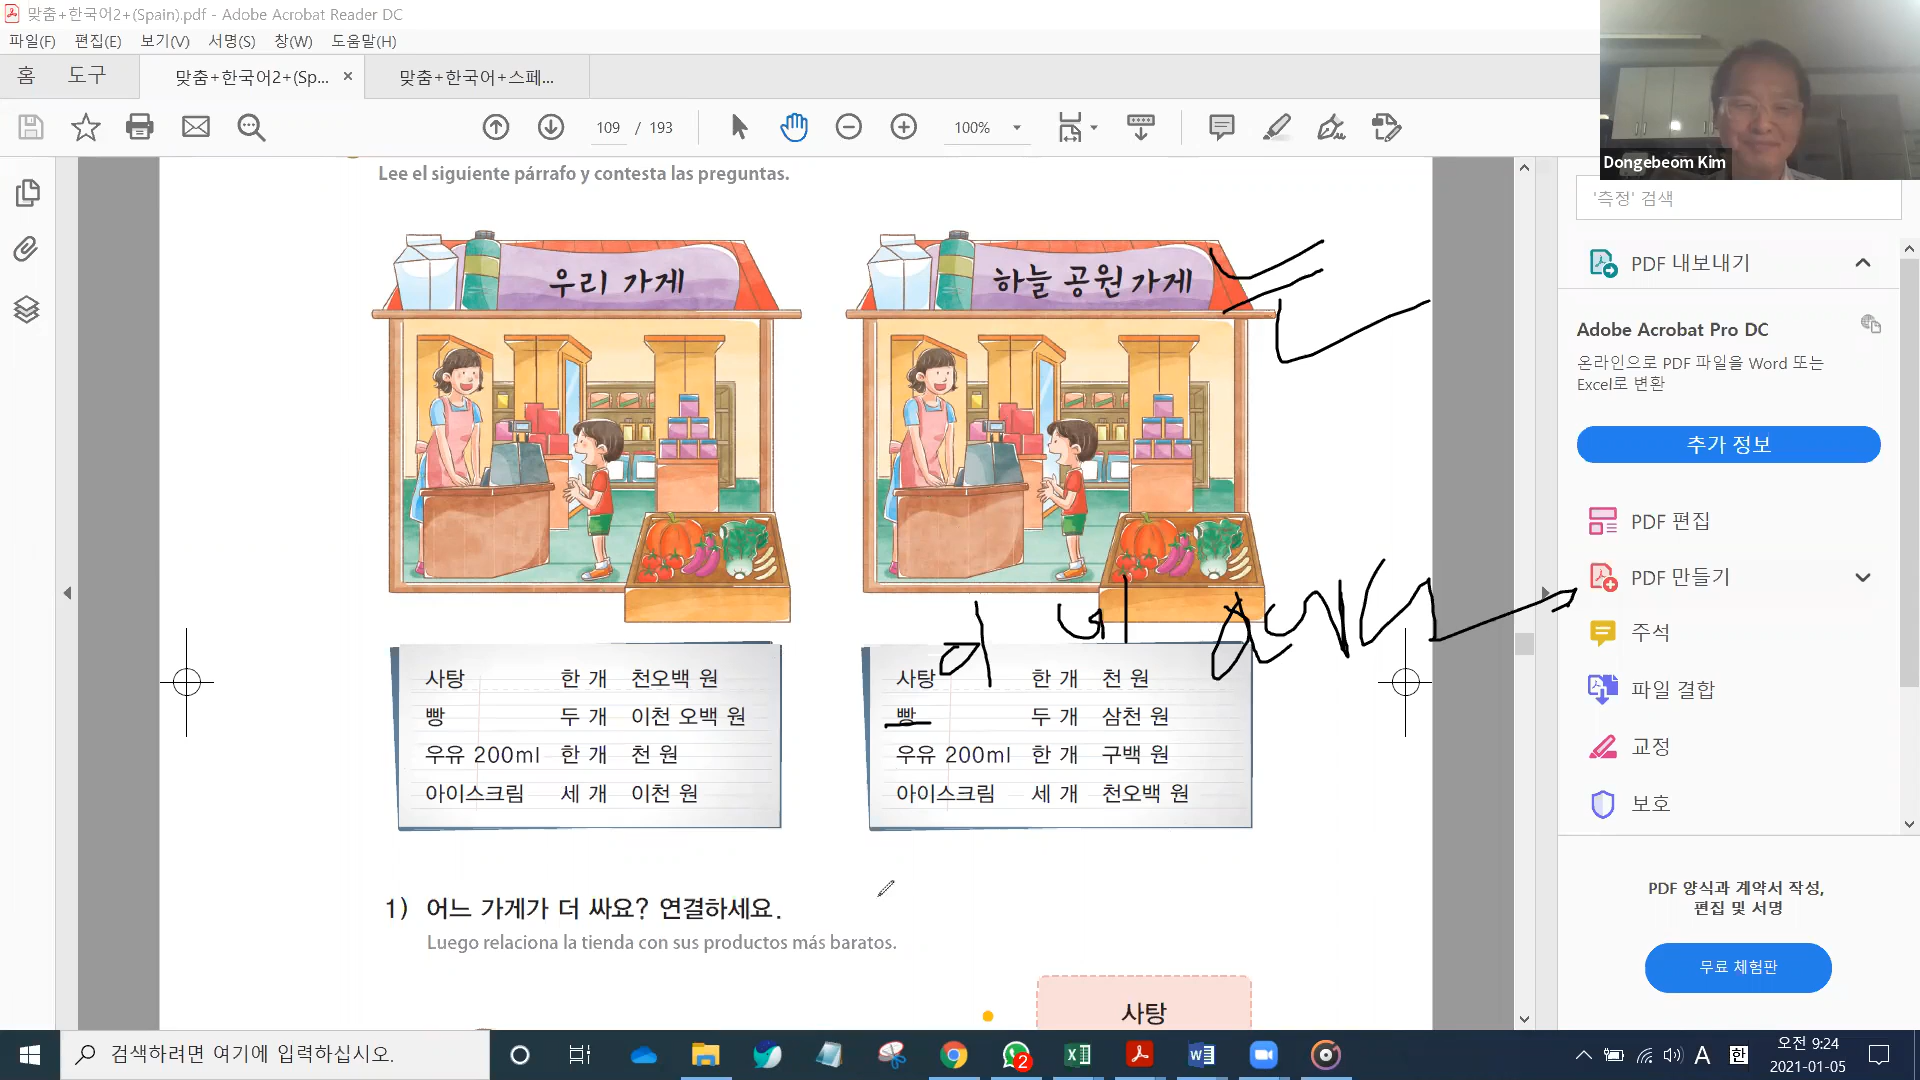 맞춤+한국어2+(Spain).pdf - Adobe Acrobat Reader DC
파일(F) 편집(E) 보기(V) 서명(S) 창(W) 도움말(H)
홈 도구 맞춤+한국어2+(Sp... × 맞춤+한국어+스페...
109 / 193 100%
Dongebeom Kim
Lee el siguiente párrafo y contesta las preguntas.
우리 가게
하늘 공원 가게
사탕 한 개 천오백 원
빵 두 개 이천 오백 원
우유 200ml 한 개 천 원
아이스크림 세 개 이천 원
사탕 한 개 천 원
빵 두 개 삼천 원
우유 200ml 한 개 구백 원
아이스크림 세 개 천오백 원
1) 어느 가게가 더 싸요? 연결하세요.
Luego relaciona la tienda con sus productos más baratos.
사탕
'측정' 검색
PDF 내보내기
Adobe Acrobat Pro DC
온라인으로 PDF 파일을 Word 또는
Excel로 변환
추가 정보
PDF 편집
PDF 만들기
주석
파일 결합
교정
보호
PDF 양식과 계약서 작성,
편집 및 서명
무료 체험판
검색하려면 여기에 입력하십시오.
2
A 한
오전 9:24
2021-01-05